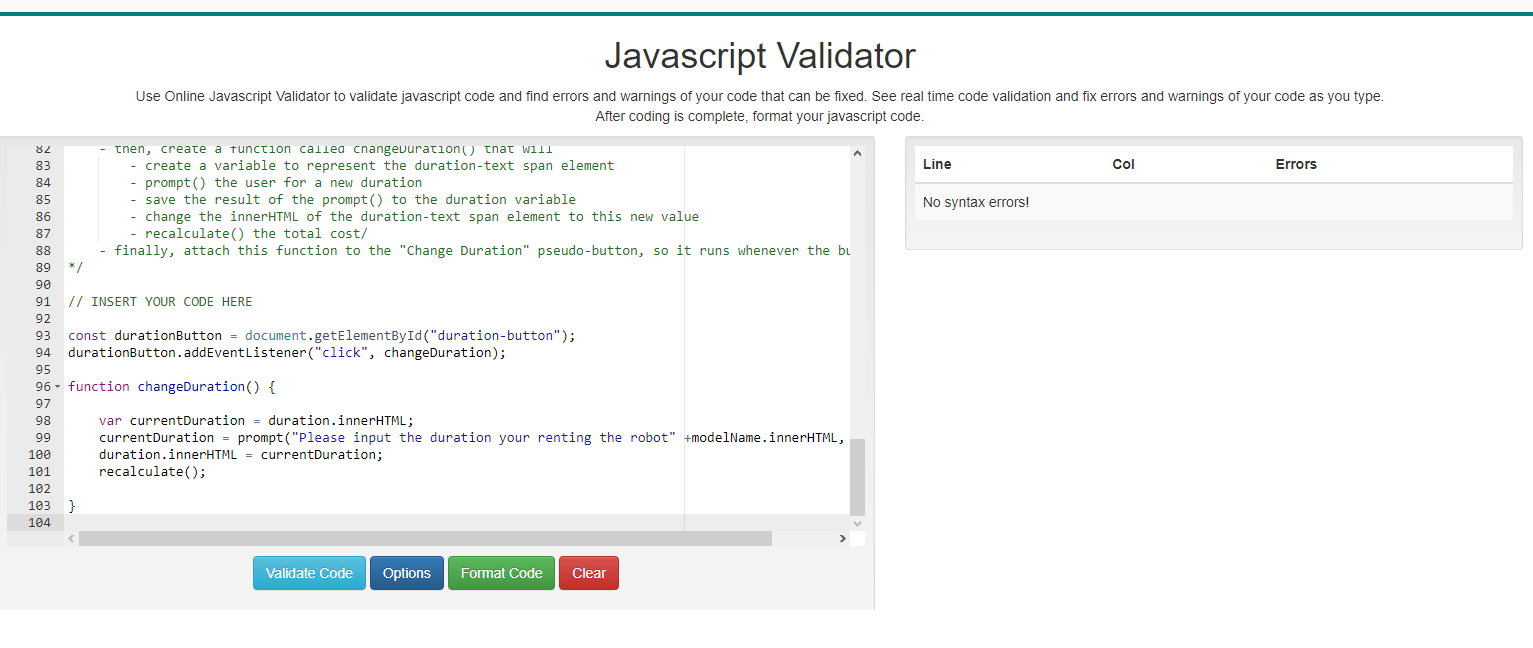 Javascript Validator
Use Online Javascript Validator to validate javascript code and find errors and warnings of your code that can be fixed. See real time code validation and fix errors and warnings of your code as you type.
After coding is complete, format your javascript code.
82 - then, create a function called changeDuration() that will
83 - create a variable to represent the duration-text span element
84 - prompt() the user for a new duration
85 - save the result of the prompt() to the duration variable
86 - change the innerHTML of the duration-text span element to this new value
87 - recalculate() the total cost/
88 - finally, attach this function to the "Change Duration" pseudo-button, so it runs whenever the bu
89 */
90
91 // INSERT YOUR CODE HERE
92
93 const durationButton = document.getElementById("duration-button");
94 durationButton.addEventListener("click", changeDuration);
95
96 function changeDuration() {
97
98 var currentDuration = duration.innerHTML;
99 currentDuration = prompt("Please input the duration your renting the robot" +modelName.innerHTML,
100 duration.innerHTML = currentDuration;
101 recalculate();
102
103 }
104
Validate Code Options Format Code Clear
Line Col Errors
No syntax errors!